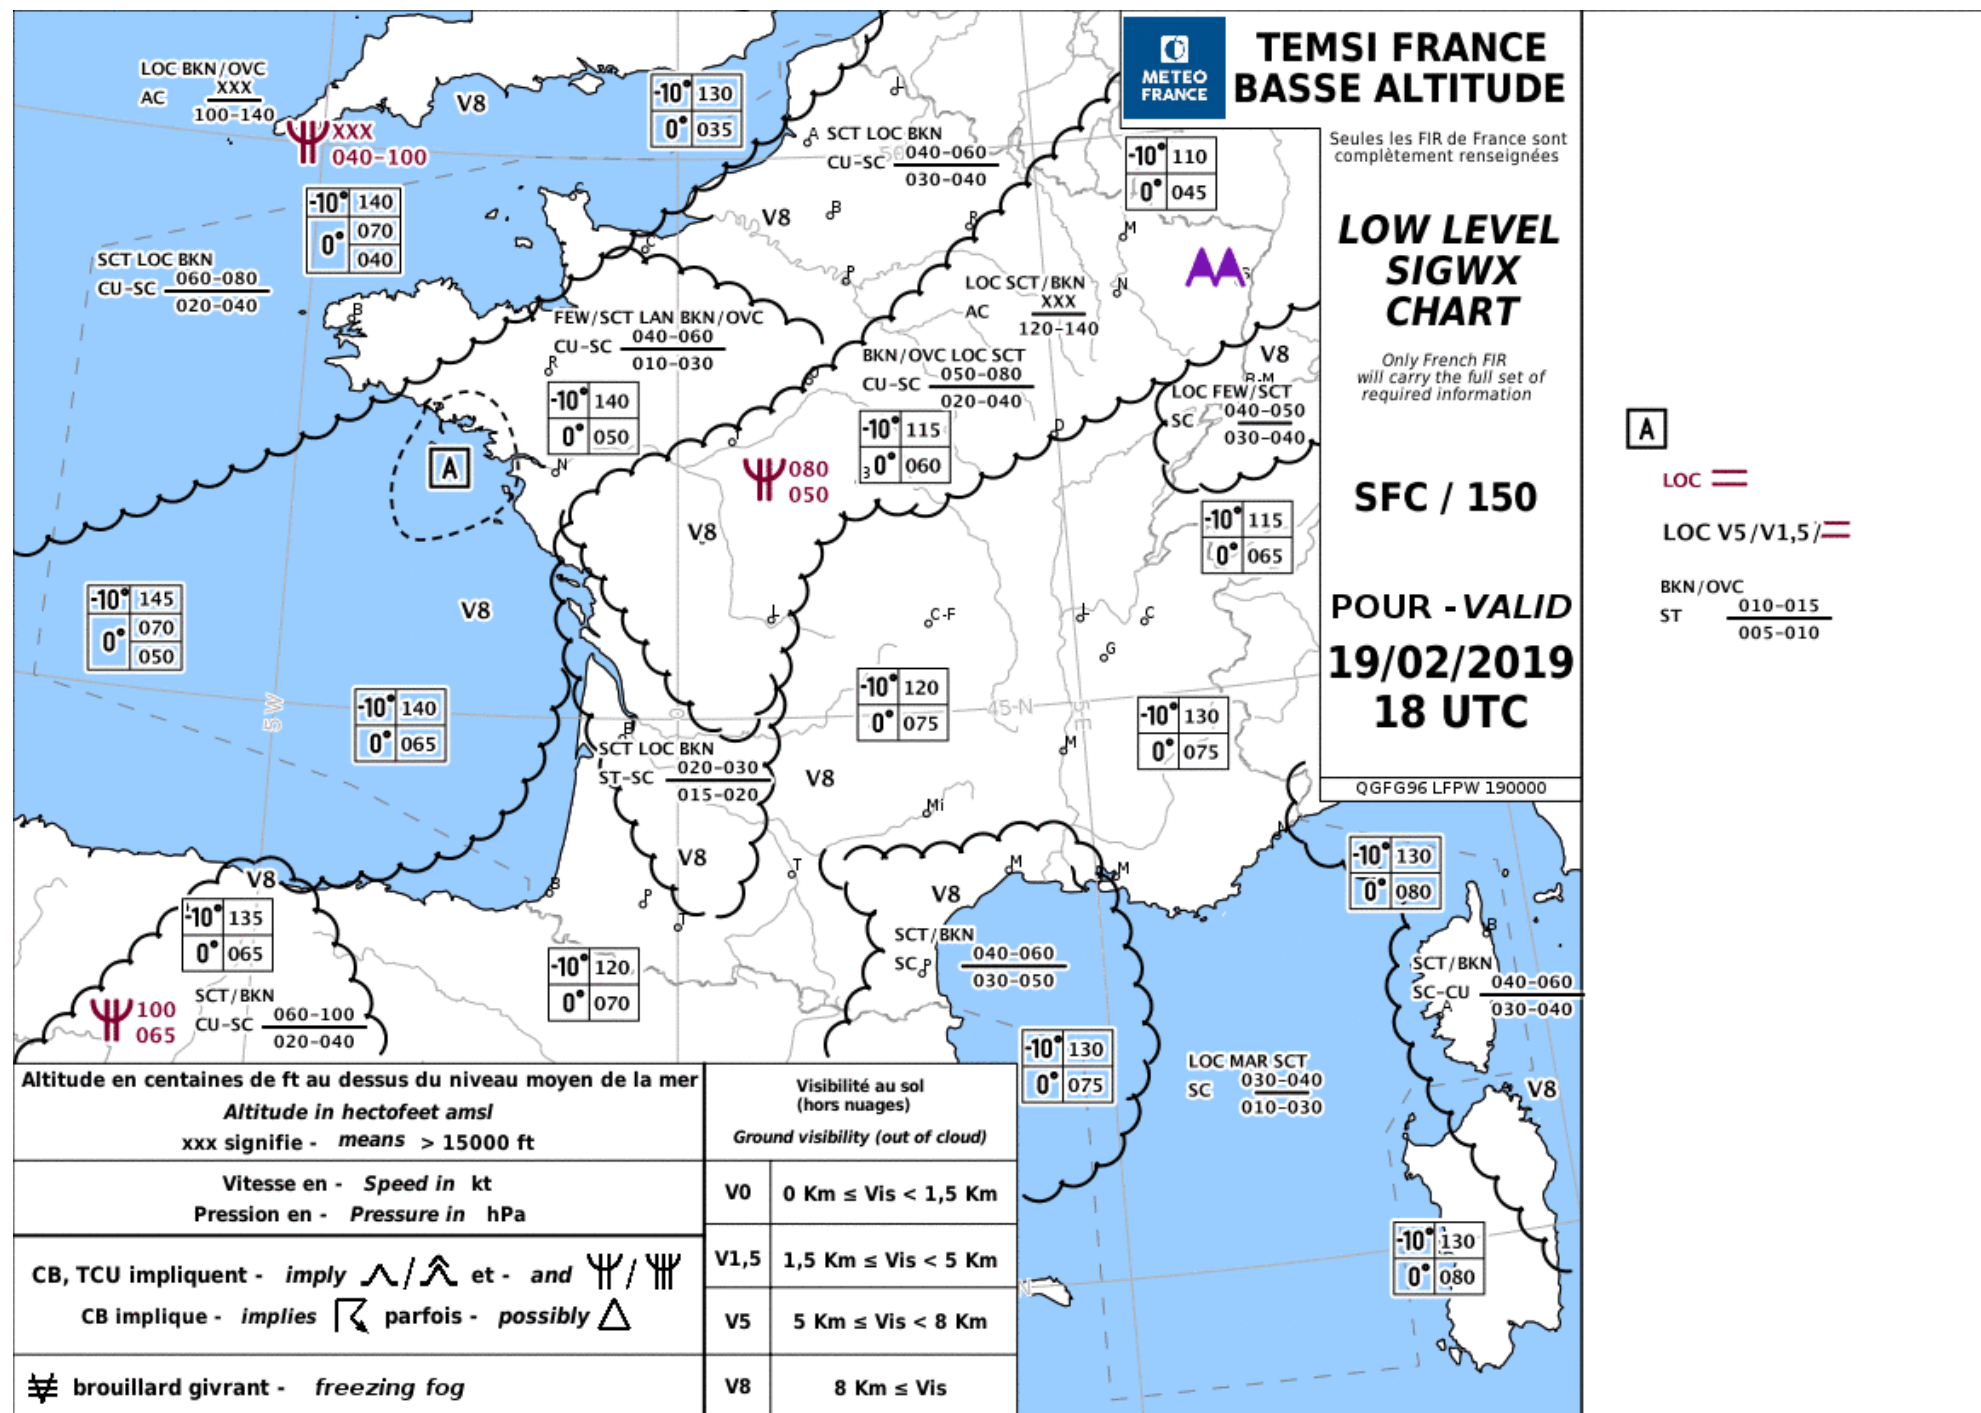 METEO
FRANCE
TEMSI FRANCE
BASSE ALTITUDE
Seules les FIR de France sont
complètement renseignées
LOW LEVEL
SIGWX
CHART
Only French FIR
will carry the full set of
required information
SFC / 150
POUR - VALID
19/02/2019
18 UTC
QGFG96 LFPW 190000
LOC BKN/OVC
XXX
AC
100-140
XXX
040-100
V8
-10° 130
0° 035
-10° 140
070
0°
040
SCT LOC BKN
060-080
CU-SC
020-040
A
SCT LOC BKN
040-060
CU-SC
50
030-040
V8
-10° 110
0° 045
L
C
B
R
M
C
P
N
S
B
LOC SCT/BKN
XXX
AC
120-140
FEW/SCT LAN BKN/OVC
040-060
CU-SC
010-030
R
BKN/OVC LOC SCT
050-080
CU-SC
020-040
V8
B-M
LOC FEW/SCT
040-050
SC
030-040
-10° 140
0° 050
-10° 115
3 0° 060
A
N
T
O
D
080
050
V8
-10° 115
0° 065
-10° 145
070
0°
050
V8
L
C-F
L
C
G
5 W
-10° 140
0° 065
-10° 120
0° 075
45-N
5 E
0
-10° 130
0° 075
B
M
SCT LOC BKN
020-030
ST-SC
015-020
V8
Mi
N
V8
V8
B
P
T
T
M
M
V8
-10° 130
0° 080
-10° 135
0° 065
SCT/BKN
040-060
SC
030-050
P
B
-10° 120
0° 070
SCT/BKN
040-060
SC-CU
030-040
A
100
065
SCT/BKN
060-100
CU-SC
020-040
-10° 130
0° 075
LOC MAR SCT
030-040
SC
010-030
V8
-10° 130
0° 080
N
Altitude en centaines de ft au dessus du niveau moyen de la mer
Altitude in hectofeet amsl
xxx signifie - means > 15000 ft
Vitesse en - Speed in kt
Pression en - Pressure in hPa
CB, TCU impliquent - imply / et - and /
CB implique - implies parfois - possibly
brouillard givrant - freezing fog
Visibilité au sol
(hors nuages)
Ground visibility (out of cloud)
V0 0 Km ≤ Vis < 1,5 Km
V1,5 1,5 Km ≤ Vis < 5 Km
V5 5 Km ≤ Vis < 8 Km
V8 8 Km ≤ Vis
A
LOC
LOC V5/V1,5/
BKN/OVC
010-015
ST
005-010